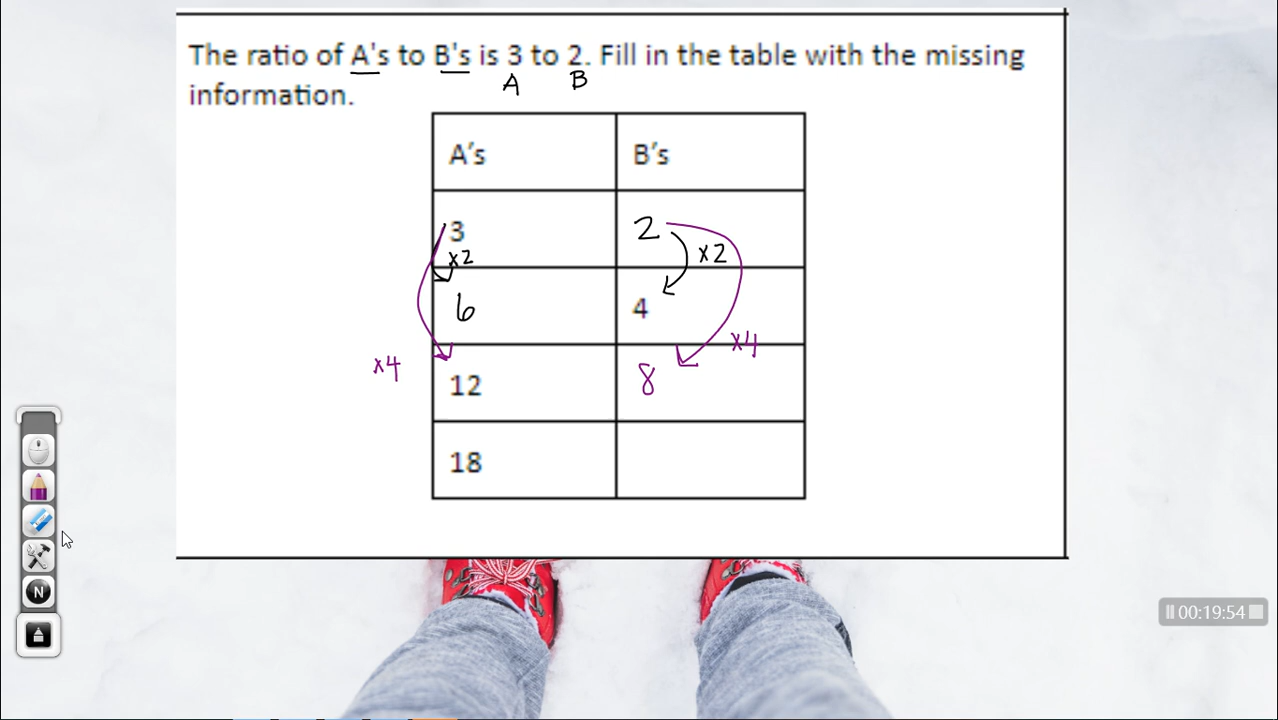 The ratio of A's to B's is 3 to 2. Fill in the table with the missing
A B
information.
A's B's
3 2
x2 x2
6 4
x4 x4
12 8
18
N
00:19:54